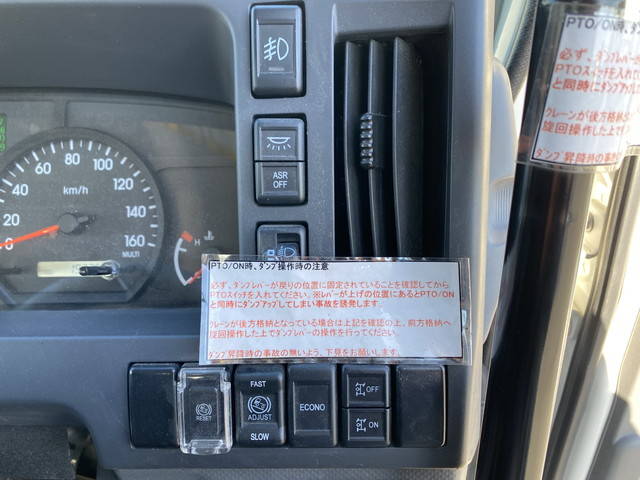 PTO/ON時、ダンプ操作時の注意
必ず、ダンプレバーが戻りの位置に固定されていることを確認してから
PTOスイッチを入れてください。※レバーが上げの位置にあるとPTO/ON
と同時にダンプアップしてしまい事故を誘発します。
クレーンが後方格納となっている場合は上記を確認の上、前方格納へ
旋回操作した上でダンプレバーの操作を行ってください。
ダンプ昇降時の事故の無いよう、下見をお願いします。
PTO/ON時、ダン
必ず、ダンプレバーが
PTOスイッチを入れて
と同時にダンプアップ
クレーンが後方格納
旋回操作した上で
ダンプ昇降時の事故
ASR
OFF
0
20
40
60
80
100
120
140
160
km/h
MULTI
H
RESET
FAST
ADJUST
SLOW
ECONO
OFF
ON